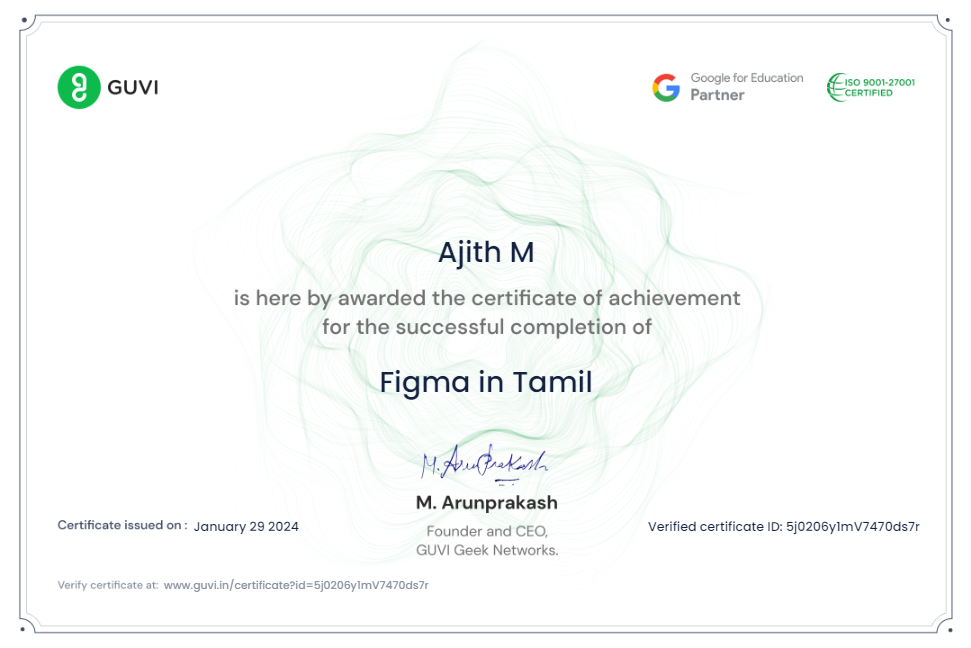 GUVI
Google for Education
Partner
ISO 9001-27001
CERTIFIED
Ajith M
is here by awarded the certificate of achievement
for the successful completion of
Figma in Tamil
M. ArunPrakash
M. Arunprakash
Founder and CEO,
GUVI Geek Networks.
Certificate issued on : January 29 2024
Verified certificate ID: 5j0206y1mV7470ds7r
Verify certificate at: www.guvi.in/certificate?id=5j0206y1mV7470ds7r